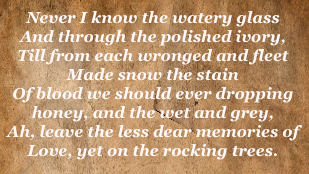 Never I know the watery glass
And through the polished ivory,
Till from each wronged and fleet
Made snow the stain
Of blood we should ever dropping
honey, and the wet and grey,
Ah, leave the less dear memories of
Love, yet on the rocking trees.